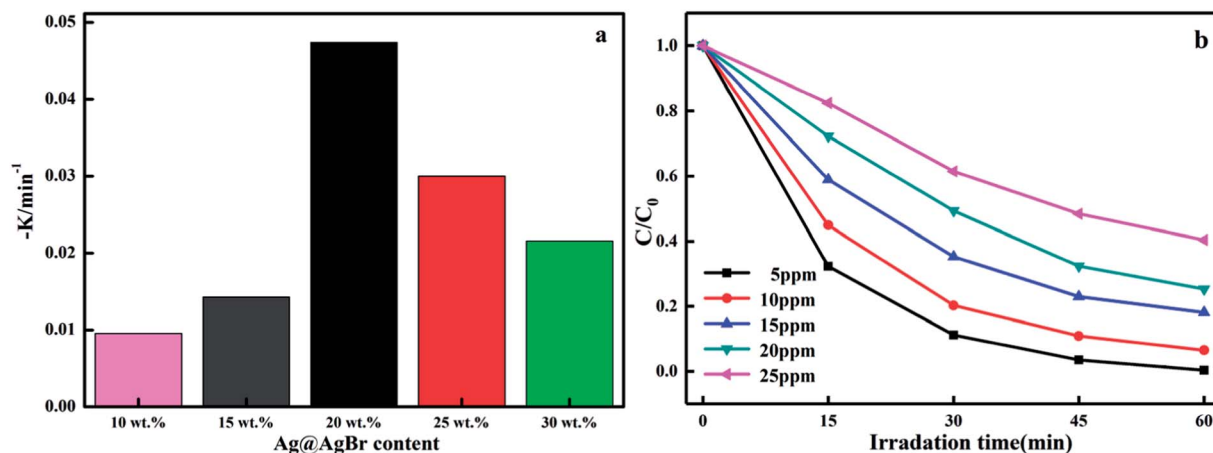 a
0.05
0.04
0.03
0.02
0.01
0.00
-K/min⁻¹
10 wt.% 15 wt.% 20 wt.% 25 wt.% 30 wt.%
Ag@AgBr content
b
1.0
0.8
0.6
0.4
0.2
0.0
C/C₀
5ppm
10ppm
15ppm
20ppm
25ppm
0 15 30 45 60
Irradation time(min)